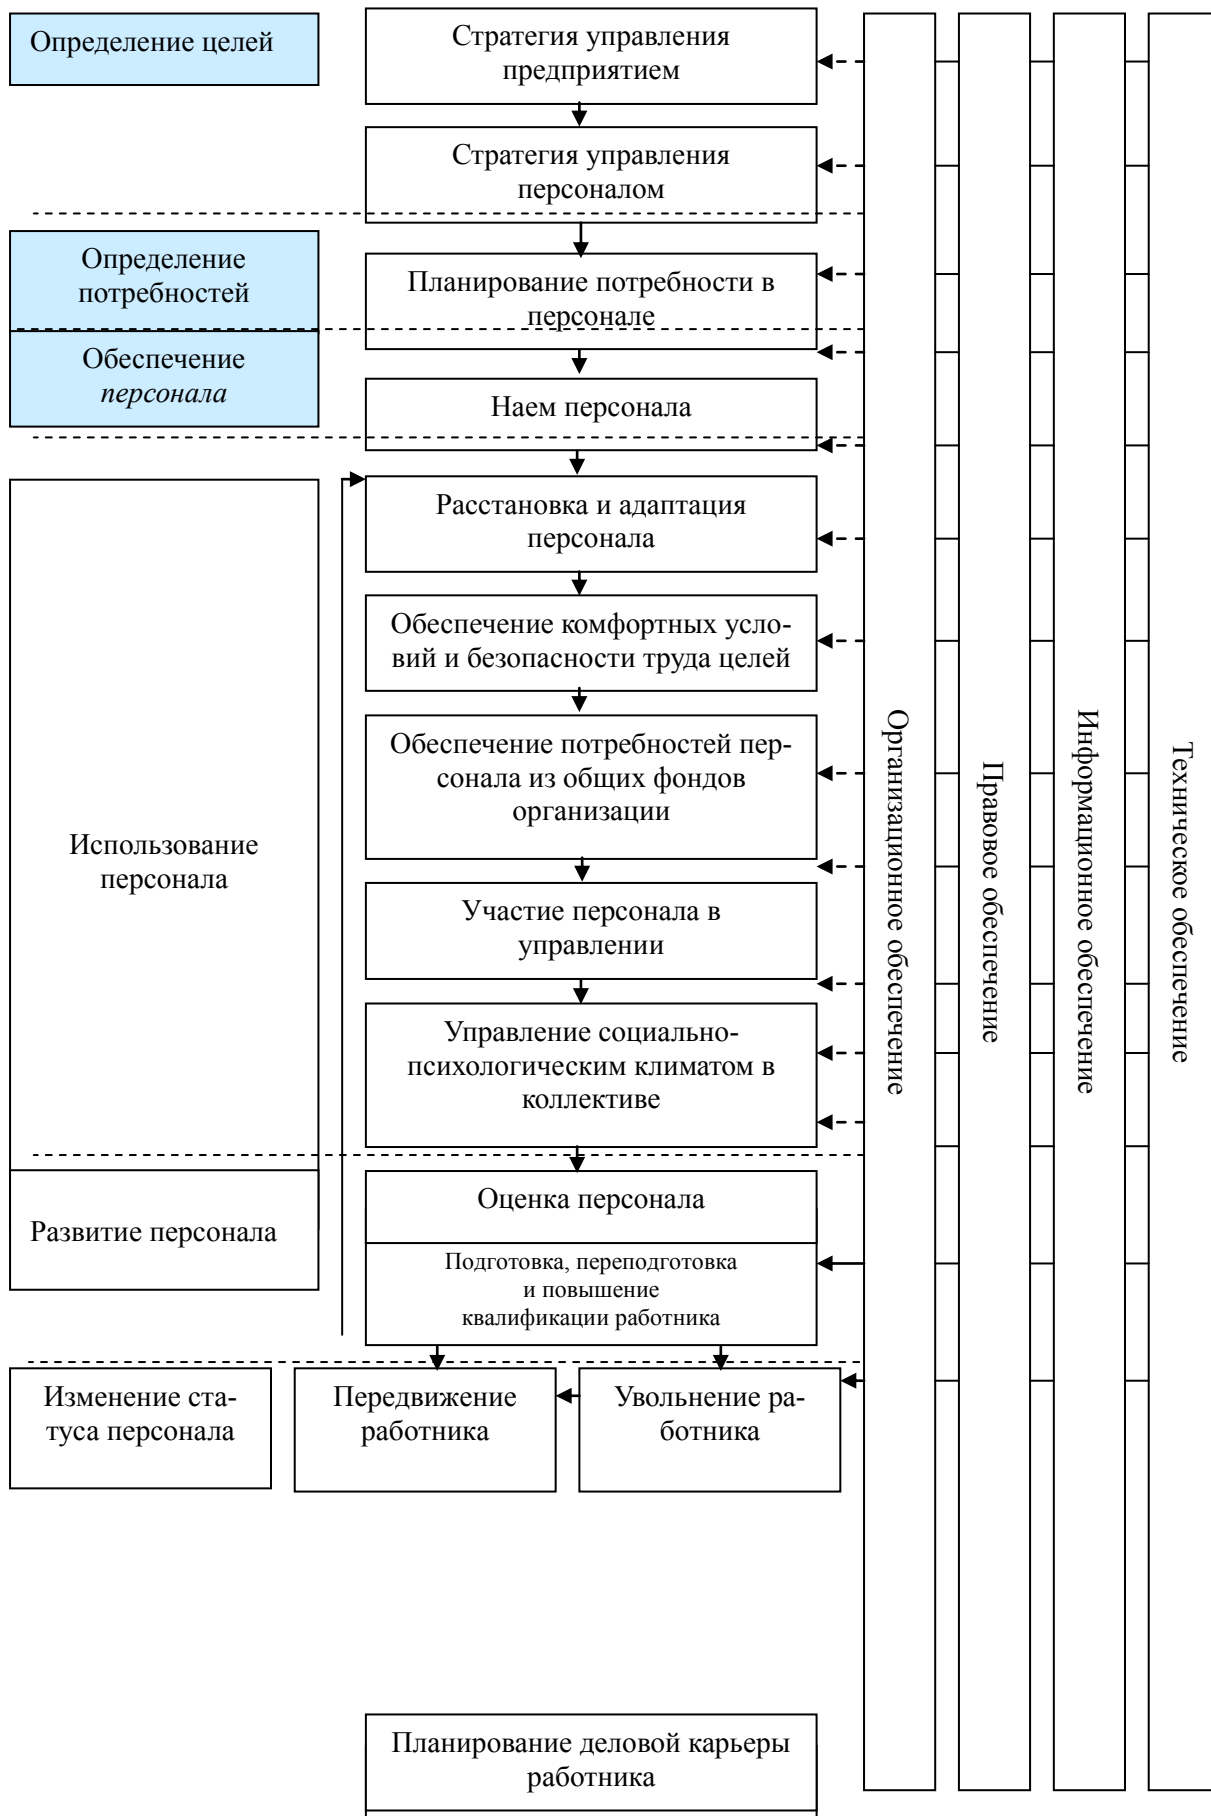 Определение целей
Стратегия управления
предприятием
Стратегия управления
персоналом
Определение
потребностей
Планирование потребности в
персонале
Обеспечение
персонала
Наем персонала
Использование
персонала
Расстановка и адаптация
персонала
Обеспечение комфортных усло-
вий и безопасности труда целей
Обеспечение потребностей пер-
сонала из общих фондов
организации
Участие персонала в
управлении
Управление социально-
психологическим климатом в
коллективе
Развитие персонала
Оценка персонала
Подготовка, переподготовка
и повышение
квалификации работника
Изменение ста-
туса персонала
Передвижение
работника
Увольнение ра-
ботника
Планирование деловой карьеры
работника
Организационное обеспечение
Правовое обеспечение
Информационное обеспечение
Техническое обеспечение